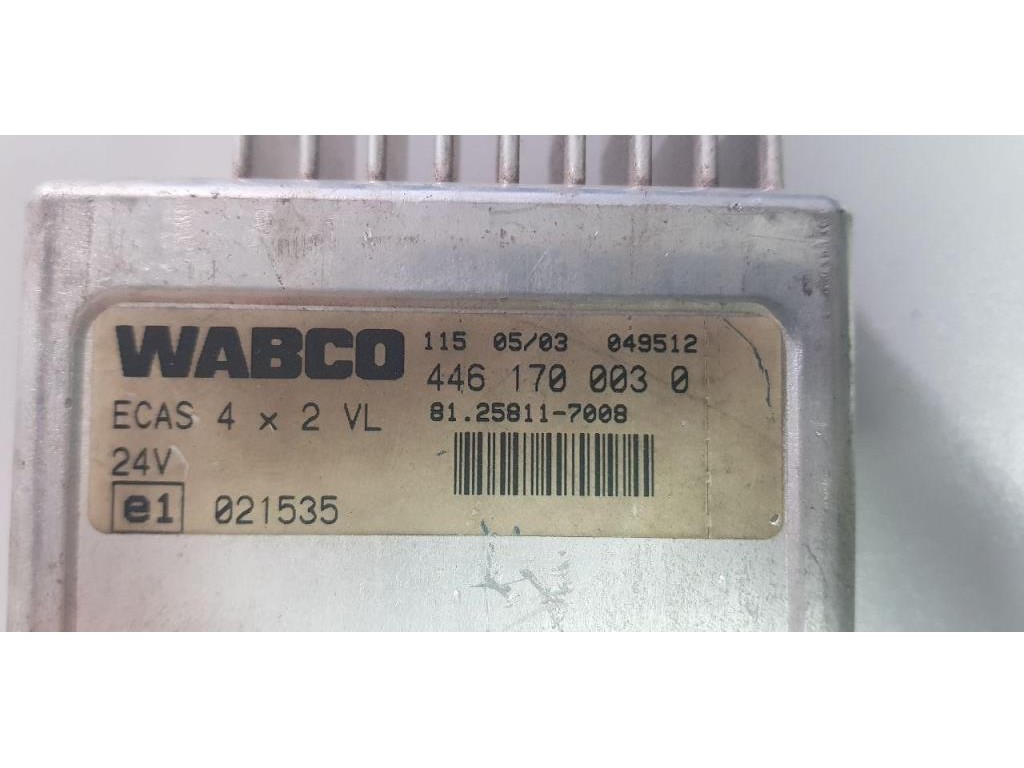 WABCO 115 05/03 049512
446 170 003 0
ECAS 4 x 2 VL 81.25811-7008
24V
e1 021535